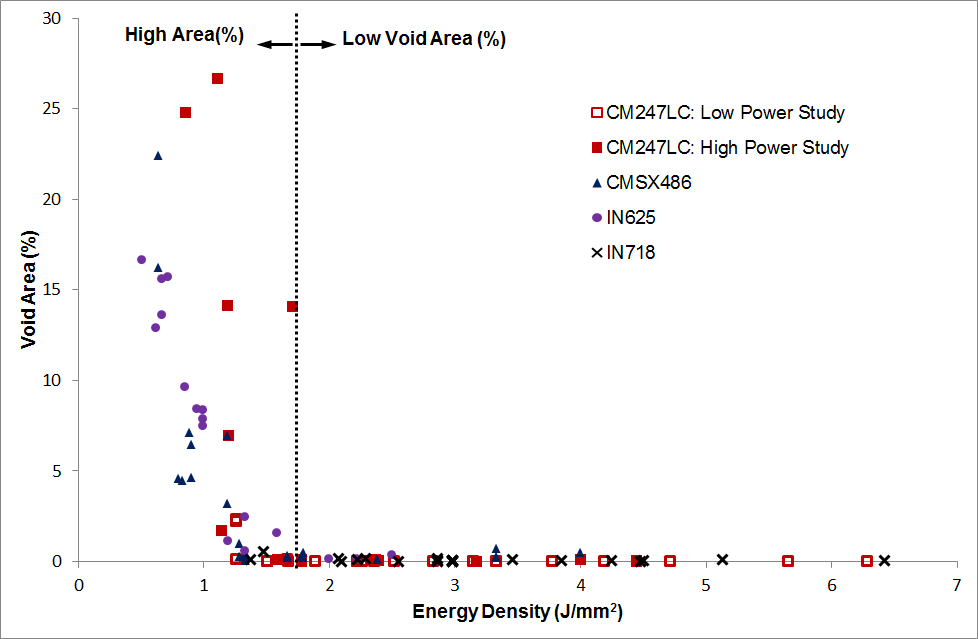 High Area(%)
Low Void Area (%)
30
25
20
15
10
5
0
Void Area (%)
CM247LC: Low Power Study
CM247LC: High Power Study
CMSX486
IN625
IN718
0 1 2 3 4 5 6 7
Energy Density (J/mm²)